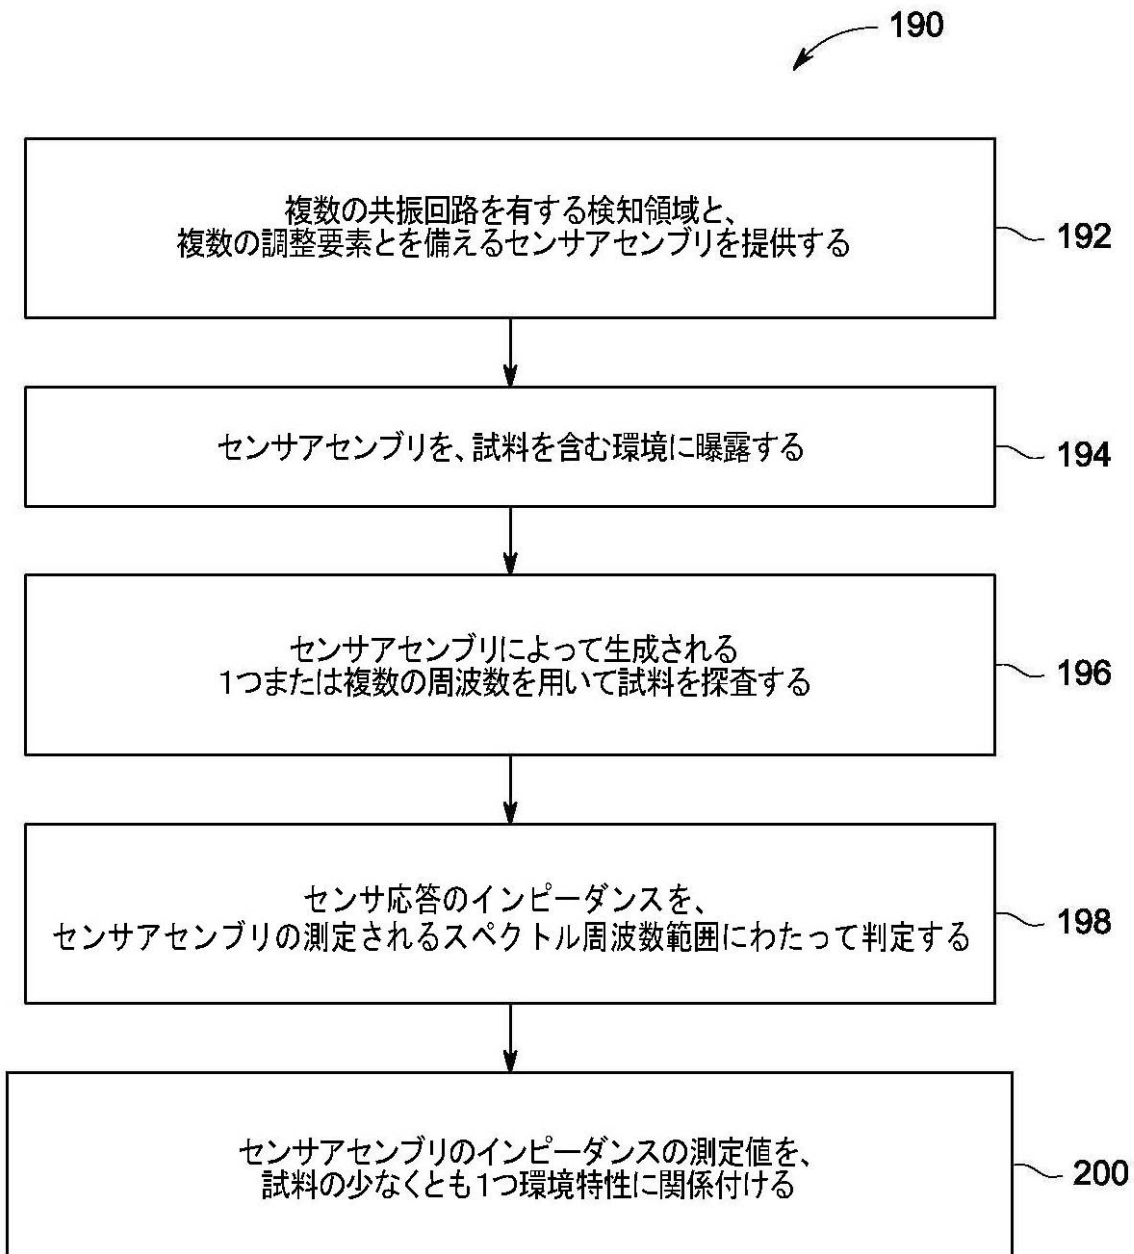 190
複数の共振回路を有する検知領域と、
複数の調整要素とを備えるセンサアセンブリを提供する
192
センサアセンブリを、試料を含む環境に曝露する
194
センサアセンブリによって生成される
1つまたは複数の周波数を用いて試料を探査する
196
センサ応答のインピーダンスを、
センサアセンブリの測定されるスペクトル周波数範囲にわたって判定する
198
センサアセンブリのインピーダンスの測定値を、
試料の少なくとも1つ環境特性に関係付ける
200